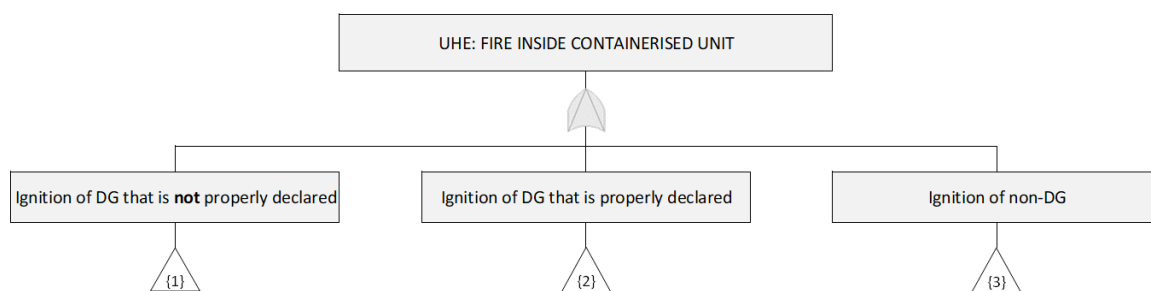 UHE: FIRE INSIDE CONTAINERISED UNIT
Ignition of DG that is not properly declared
Ignition of DG that is properly declared
Ignition of non-DG
{1}
{2}
{3}